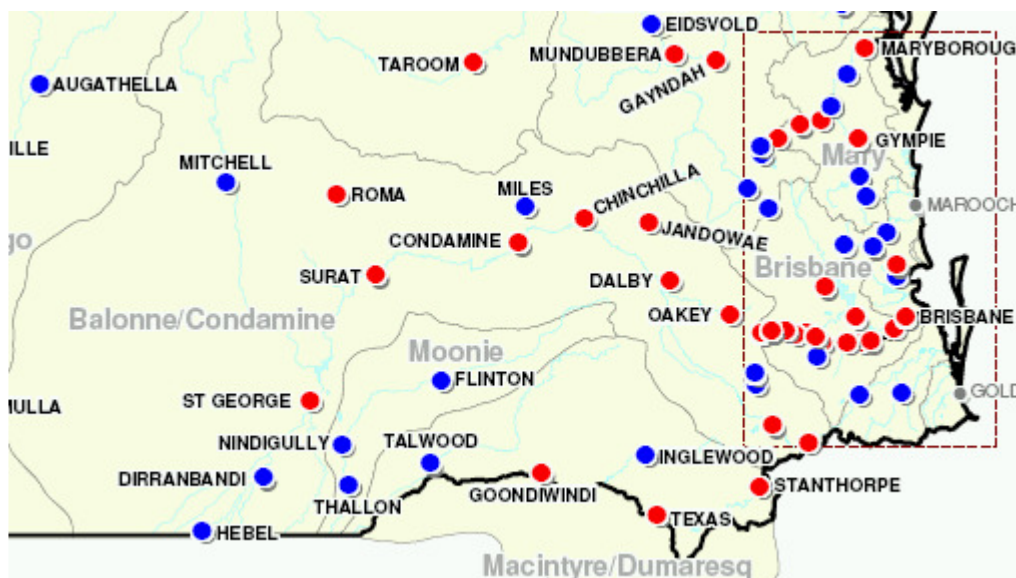 EIDSVOLD
MARYBOROUG
MUNDUBBERA
TAROOM
AUGATHELLA
GAYNDAH
GYMPIE
ILLE
Mary
MITCHELL
ROMA
MILES
CHINCHILLA
MAROOCH
go
CONDAMINE
JANDOWAE
SURAT
Brisbane
DALBY
Balonne/Condamine
OAKEY
BRISBANE
Moonie
FLINTON
GOLD
MULLA
ST GEORGE
NINDIGULLY
TALWOOD
INGLEWOOD
DIRRANBANDI
THALLON
GOONDIWINDI
STANTHORPE
TEXAS
HEBEL
Macintyre/Dumaresq